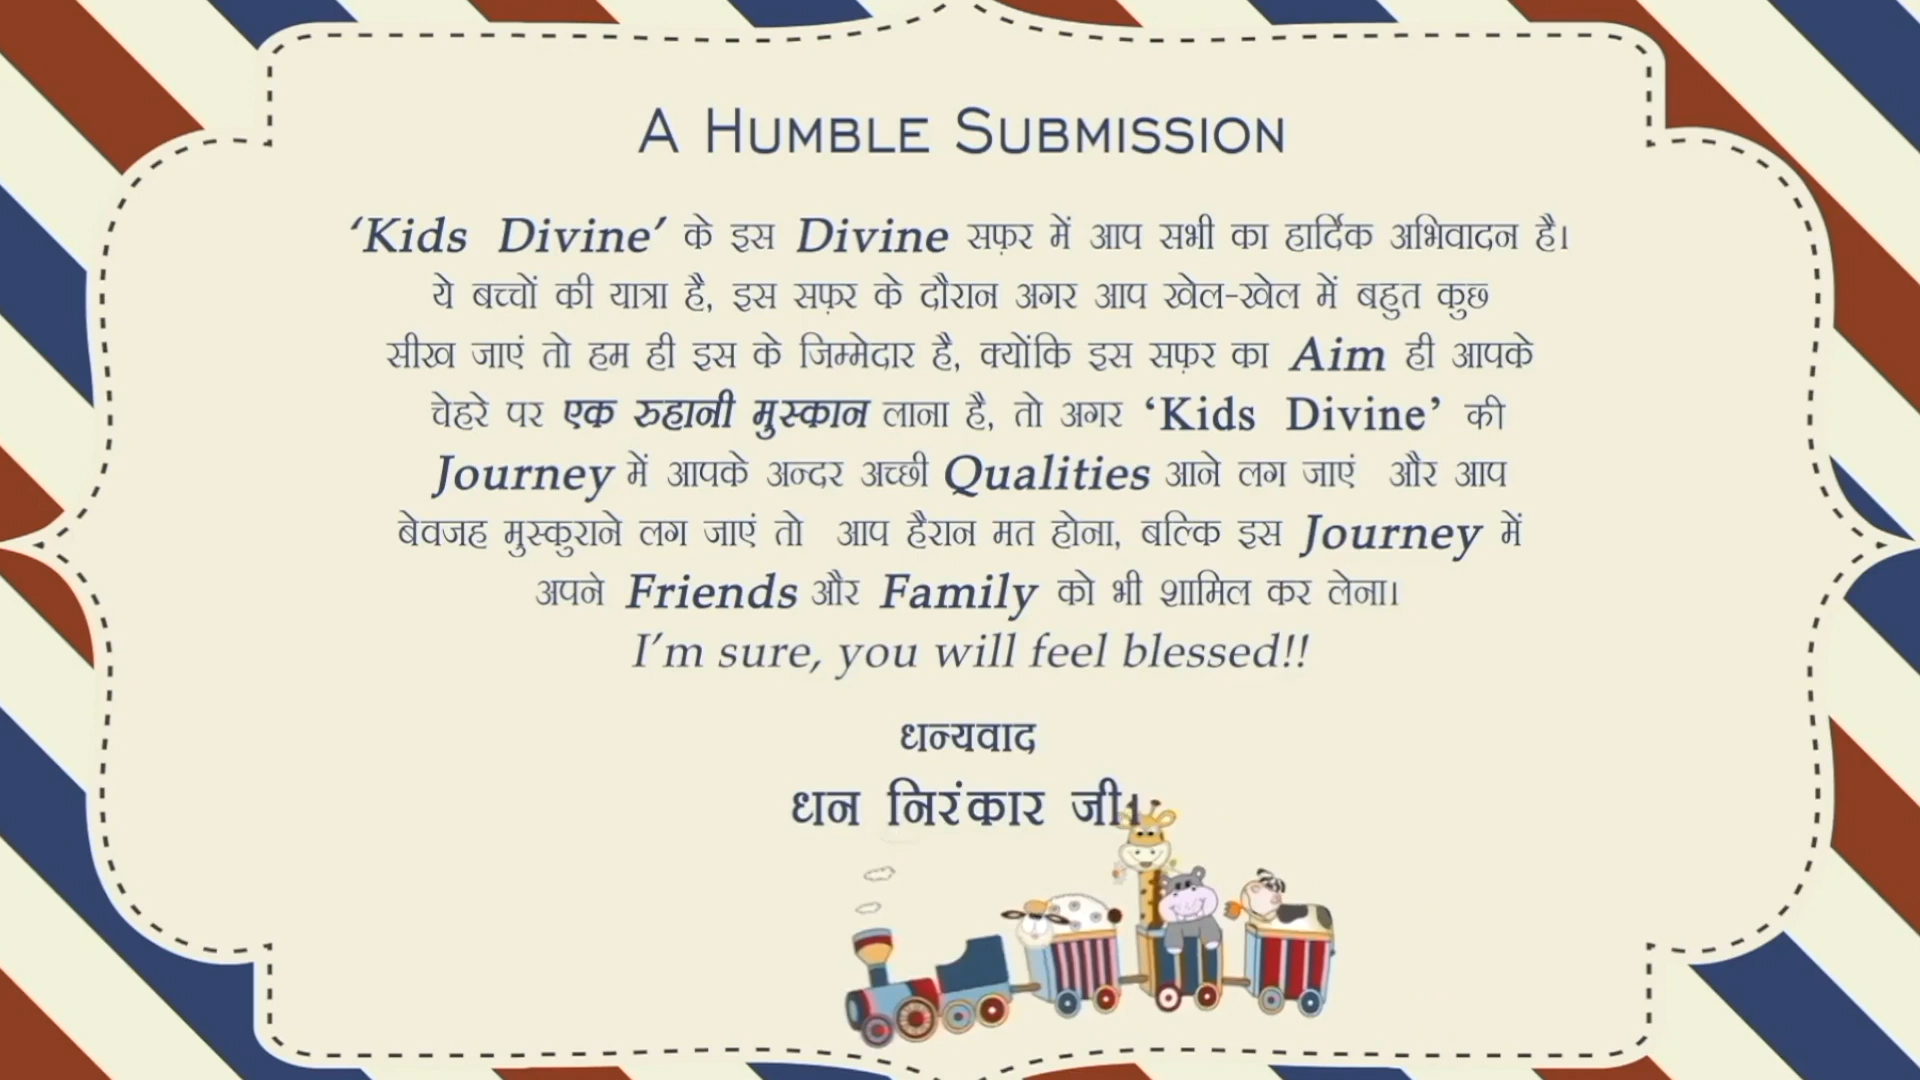 A HUMBLE SUBMISSION
‘Kids Divine’ के इस Divine सफ़र में आप सभी का हार्दिक अभिवादन है।
ये बच्चों की यात्रा है, इस सफ़र के दौरान अगर आप खेल-खेल में बहुत कुछ
सीख जाएं तो हम ही इस के जिम्मेदार है, क्योंकि इस सफ़र का Aim ही आपके
चेहरे पर एक रुहानी मुस्कान लाना है, तो अगर ‘Kids Divine’ की
Journey में आपके अन्दर अच्छी Qualities आने लग जाएं और आप
बेवजह मुस्कुराने लग जाएं तो आप हैरान मत होना, बल्कि इस Journey में
अपने Friends और Family को भी शामिल कर लेना।
I’m sure, you will feel blessed!!
धन्यवाद
धन निरंकार जी।